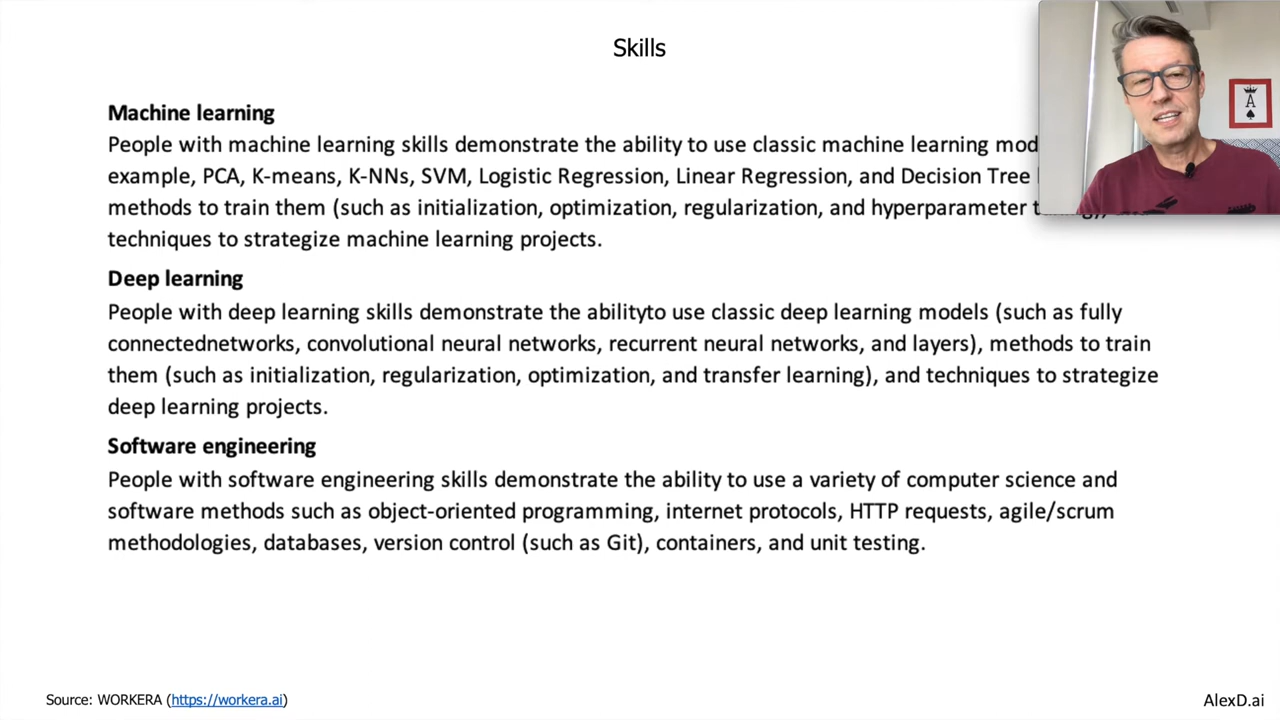 Skills
Machine learning
People with machine learning skills demonstrate the ability to use classic machine learning
example, PCA, K-means, K-NNs, SVM, Logistic Regression, Linear Regression, and Decision Tree
methods to train them (such as initialization, optimization, regularization, and hyperparameter
techniques to strategize machine learning projects.
Deep learning
People with deep learning skills demonstrate the abilityto use classic deep learning models (such as fully
connectednetworks, convolutional neural networks, recurrent neural networks, and layers), methods to train
them (such as initialization, regularization, optimization, and transfer learning), and techniques to strategize
deep learning projects.
Software engineering
People with software engineering skills demonstrate the ability to use a variety of computer science and
software methods such as object-oriented programming, internet protocols, HTTP requests, agile/scrum
methodologies, databases, version control (such as Git), containers, and unit testing.
Source: WORKERA (https://workera.ai)
AlexD.ai
A